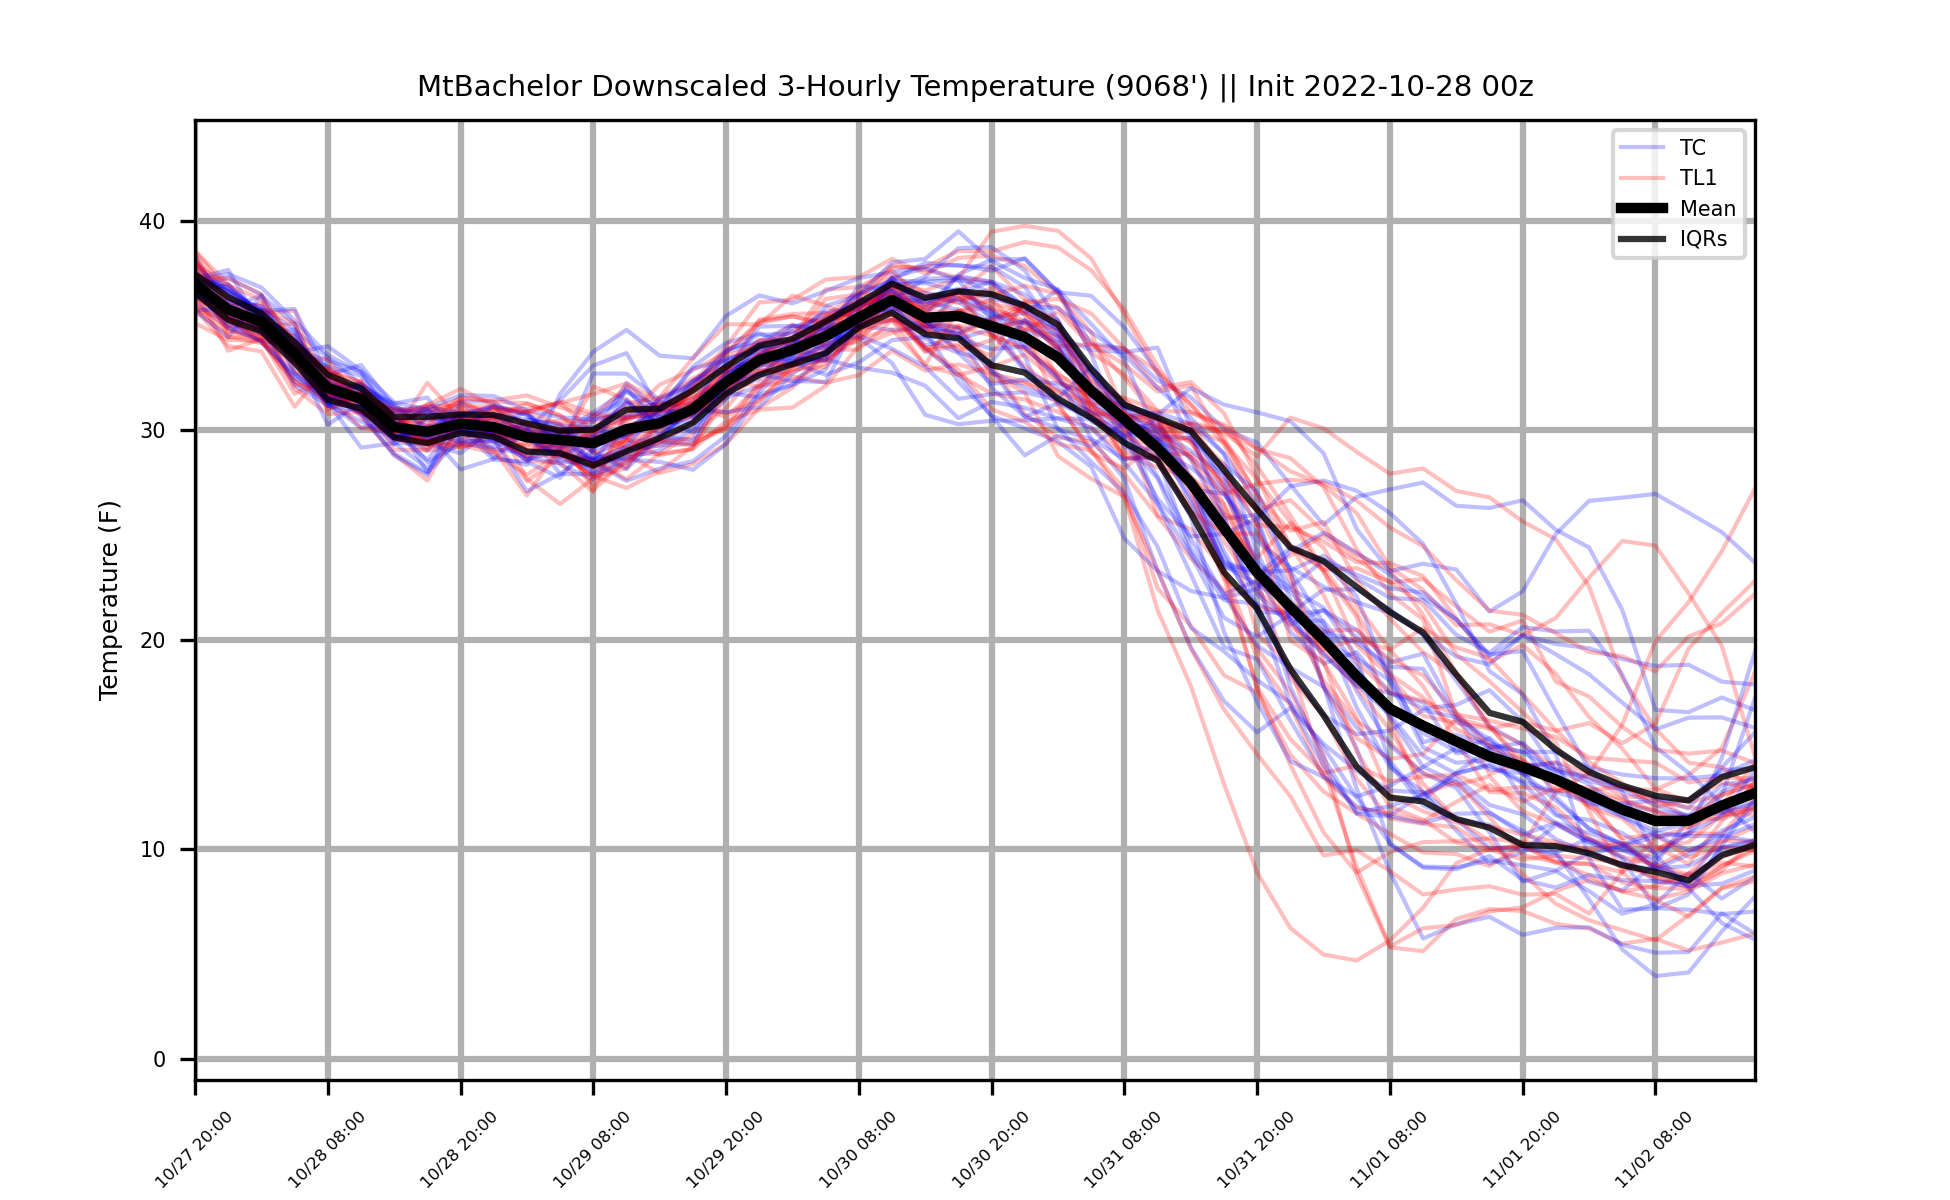 MtBachelor Downscaled 3-Hourly Temperature (9068') || Init 2022-10-28 00z
TC
TL1
Mean
IQRs
Temperature (F)
40
30
20
10
0
10/27 20:00
10/28 08:00
10/28 20:00
10/29 08:00
10/29 20:00
10/30 08:00
10/30 20:00
10/31 08:00
10/31 20:00
11/01 08:00
11/01 20:00
11/02 08:00